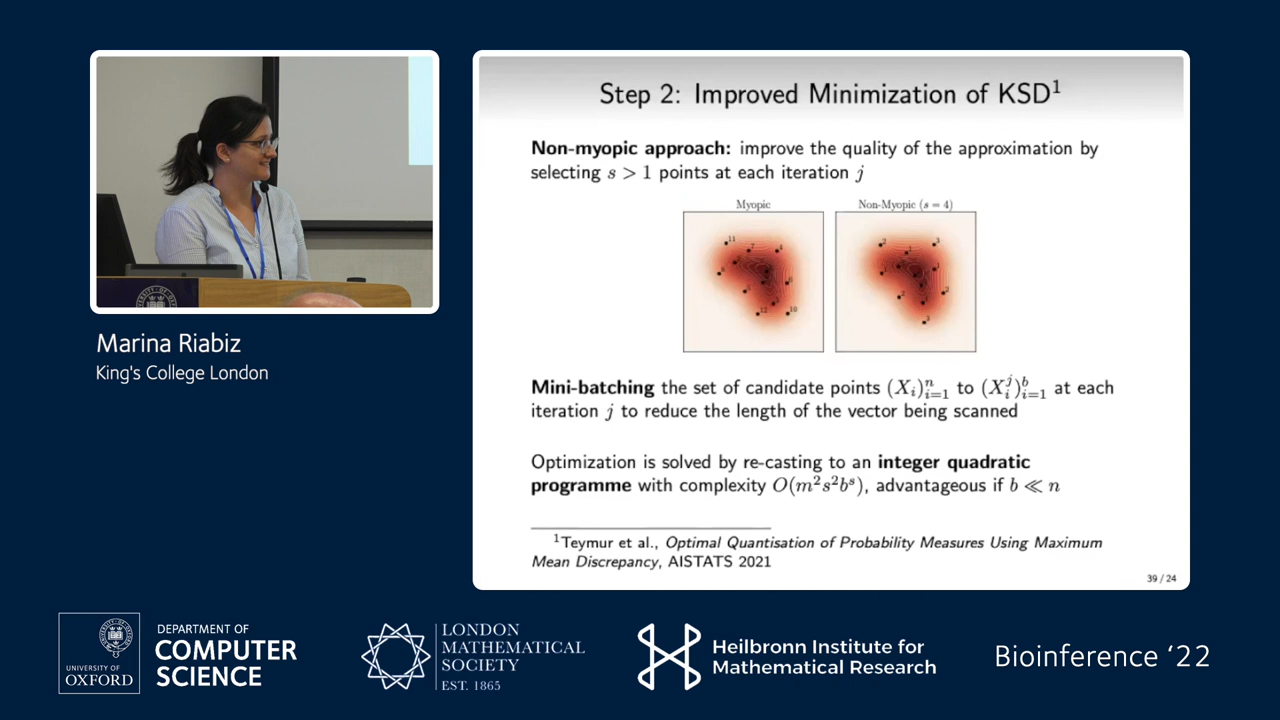 Step 2: Improved Minimization of KSD¹
Non-myopic approach: improve the quality of the approximation by
selecting s > 1 points at each iteration j
Myopic
Non-Myopic (s = 4)
Mini-batching the set of candidate points (Xᵢ)ⁿᵢ₌₁ to (Xᵢʲ)ᵇᵢ₌₁ at each
iteration j to reduce the length of the vector being scanned
Optimization is solved by re-casting to an integer quadratic
programme with complexity O(m²s²bˢ), advantageous if b ≪ n
¹Teymur et al., Optimal Quantisation of Probability Measures Using Maximum
Mean Discrepancy, AISTATS 2021
39 / 24
Marina Riabiz
King's College London
UNIVERSITY OF
OXFORD
DEPARTMENT OF
COMPUTER
SCIENCE
LONDON
MATHEMATICAL
SOCIETY
EST. 1865
Heilbronn Institute for
Mathematical Research
Bioinference ‘22